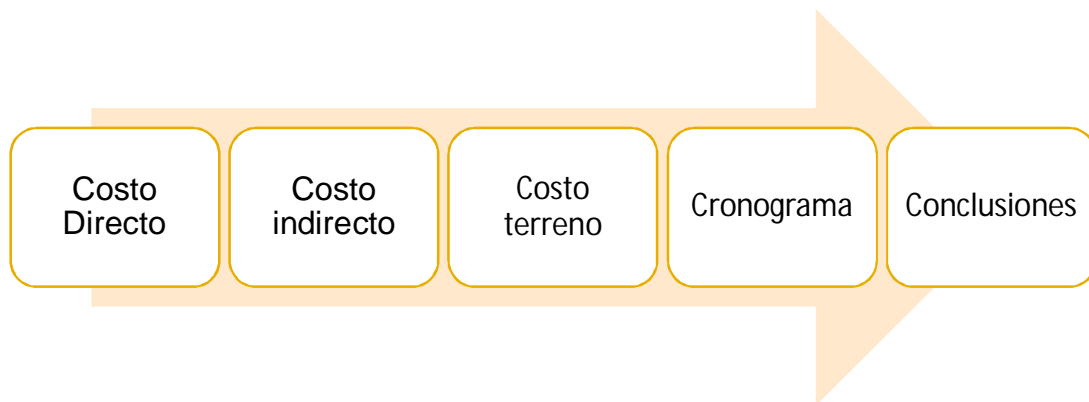 Costo
Directo
Costo
indirecto
Costo
terreno
Cronograma
Conclusiones